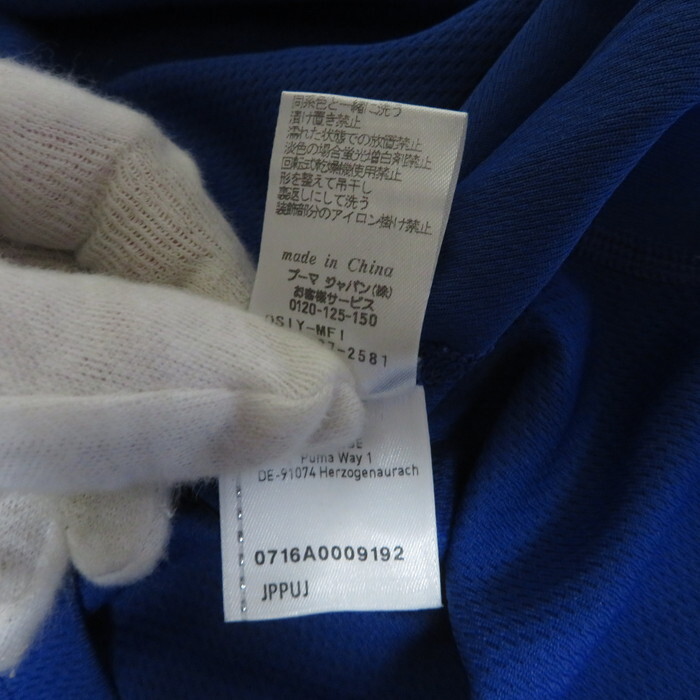 同系色と一緒に洗う
漬け置き禁止
濡れた状態での放置禁止
淡色の場合蛍光増白剤禁止
回転式乾燥機使用禁止
形を整えて吊干し
裏返しにして洗う
装飾部分のアイロン掛け禁止
made in China
プーマ ジャパン(株)
お客様サービス
0120-125-150
QSIY-MFI
7-2581
Puma Way 1
DE-91074 Herzogenaurach
0716A0009192
JPPUJ